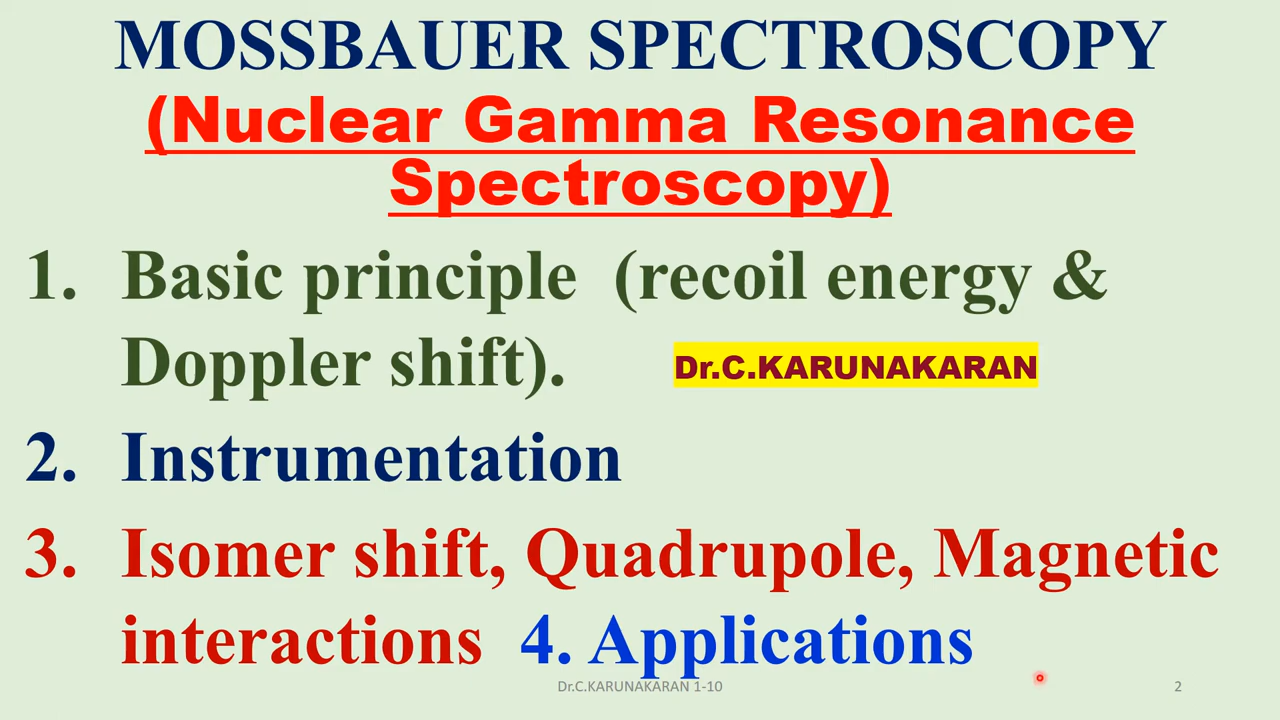 MOSSBAUER SPECTROSCOPY
(Nuclear Gamma Resonance
Spectroscopy)
1. Basic principle (recoil energy &
Doppler shift).
Dr.C.KARUNAKARAN
2. Instrumentation
3. Isomer shift, Quadrupole, Magnetic
interactions 4. Applications
Dr.C.KARUNAKARAN 1-10
2